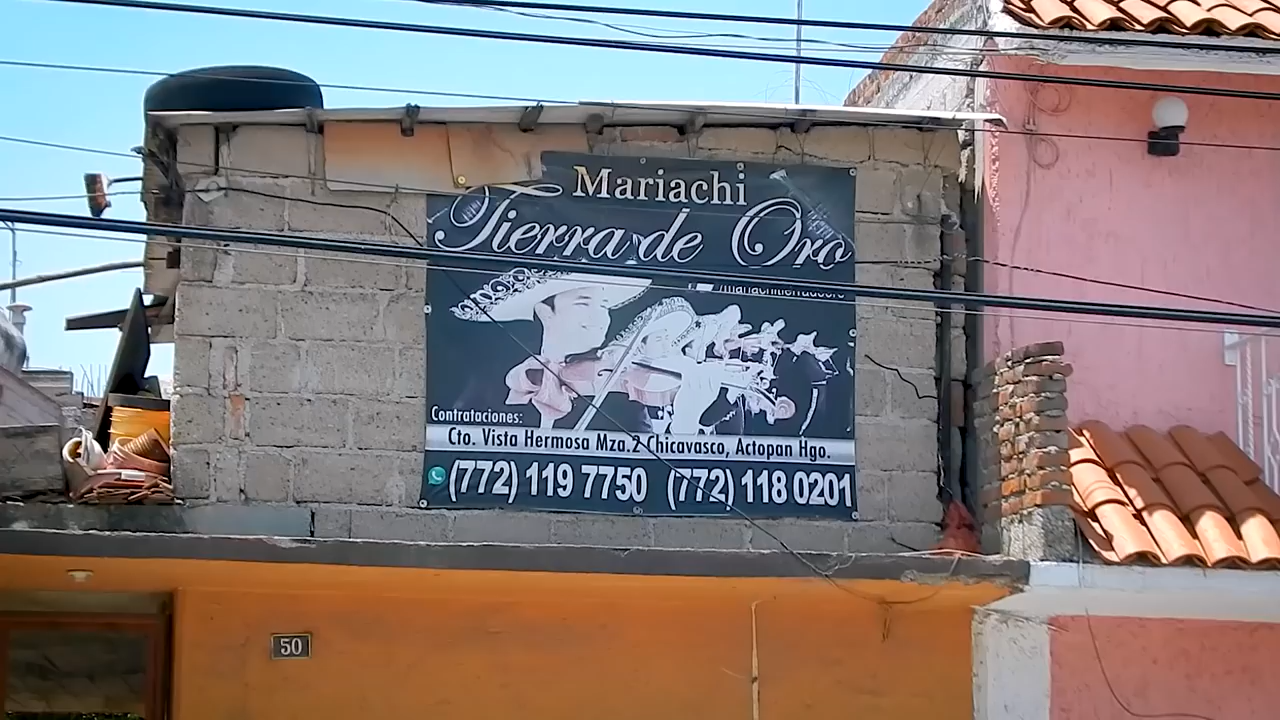 Mariachi
Tierra de Oro
/mariachitierradeoro
Contrataciones:
Cto. Vista Hermosa Mza.2 Chicavasco, Actopan Hgo.
(772) 119 7750 (772) 118 0201
50